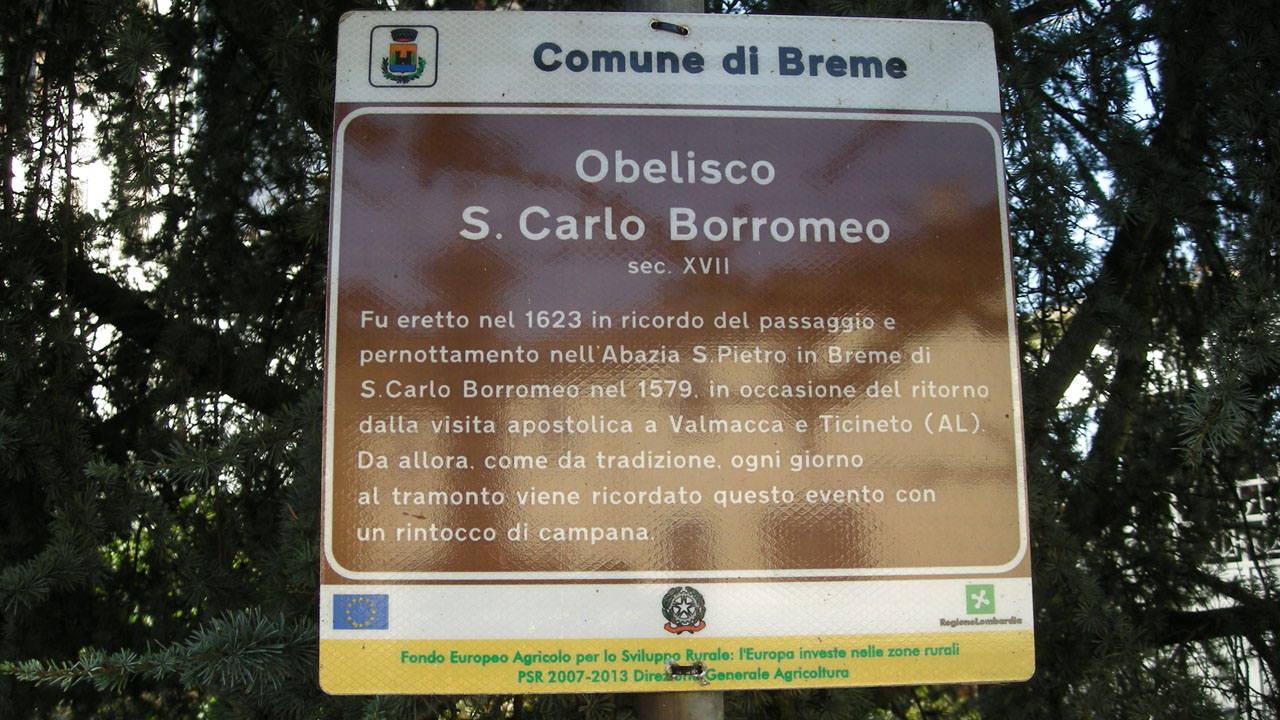 Comune di Breme
Obelisco
S. Carlo Borromeo
sec. XVII
Fu eretto nel 1623 in ricordo del passaggio e
pernottamento nell'Abazia S.Pietro in Breme di
S.Carlo Borromeo nel 1579, in occasione del ritorno
dalla visita apostolica a Valmacca e Ticineto (AL).
Da allora, come da tradizione, ogni giorno
al tramonto viene ricordato questo evento con
un rintocco di campana.
RegioneLombardia
Fondo Europeo Agricolo per lo Sviluppo Rurale: l'Europa investe nelle zone rurali
PSR 2007-2013 Direzione Generale Agricoltura